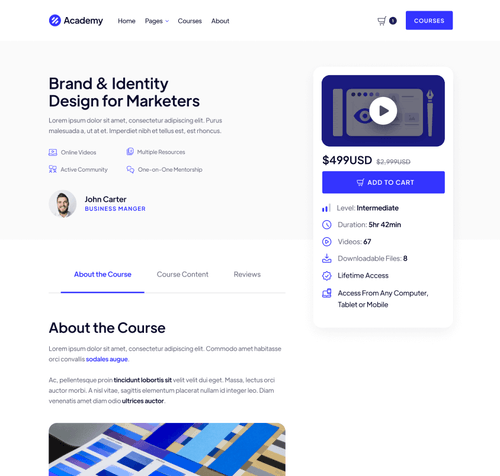 Academy
Home Pages Courses About
1
COURSES
Brand & Identity
Design for Marketers
Lorem ipsum dolor sit amet, consectetur adipiscing elit. Purus
malesuada a, ut at et. Imperdiet nibh et tellus est, est rhoncus.
Online Videos
Multiple Resources
Active Community
One-on-One Mentorship
John Carter
BUSINESS MANGER
$499USD $2,999USD
ADD TO CART
Level: Intermediate
Duration: 5hr 42min
Videos: 67
Downloadable Files: 8
Lifetime Access
Access From Any Computer,
Tablet or Mobile
About the Course Course Content Reviews
About the Course
Lorem ipsum dolor sit amet, consectetur adipiscing elit. Commodo amet habitasse
orci convallis sodales augue.
Ac, pellentesque proin tincidunt lobortis sit velit velit dui eget. Massa, lectus orci
auctor morbi. A nisl vitae, sagittis elementum placerat nullam id integer leo. Diam
venenatis amet diam odio ultrices auctor.